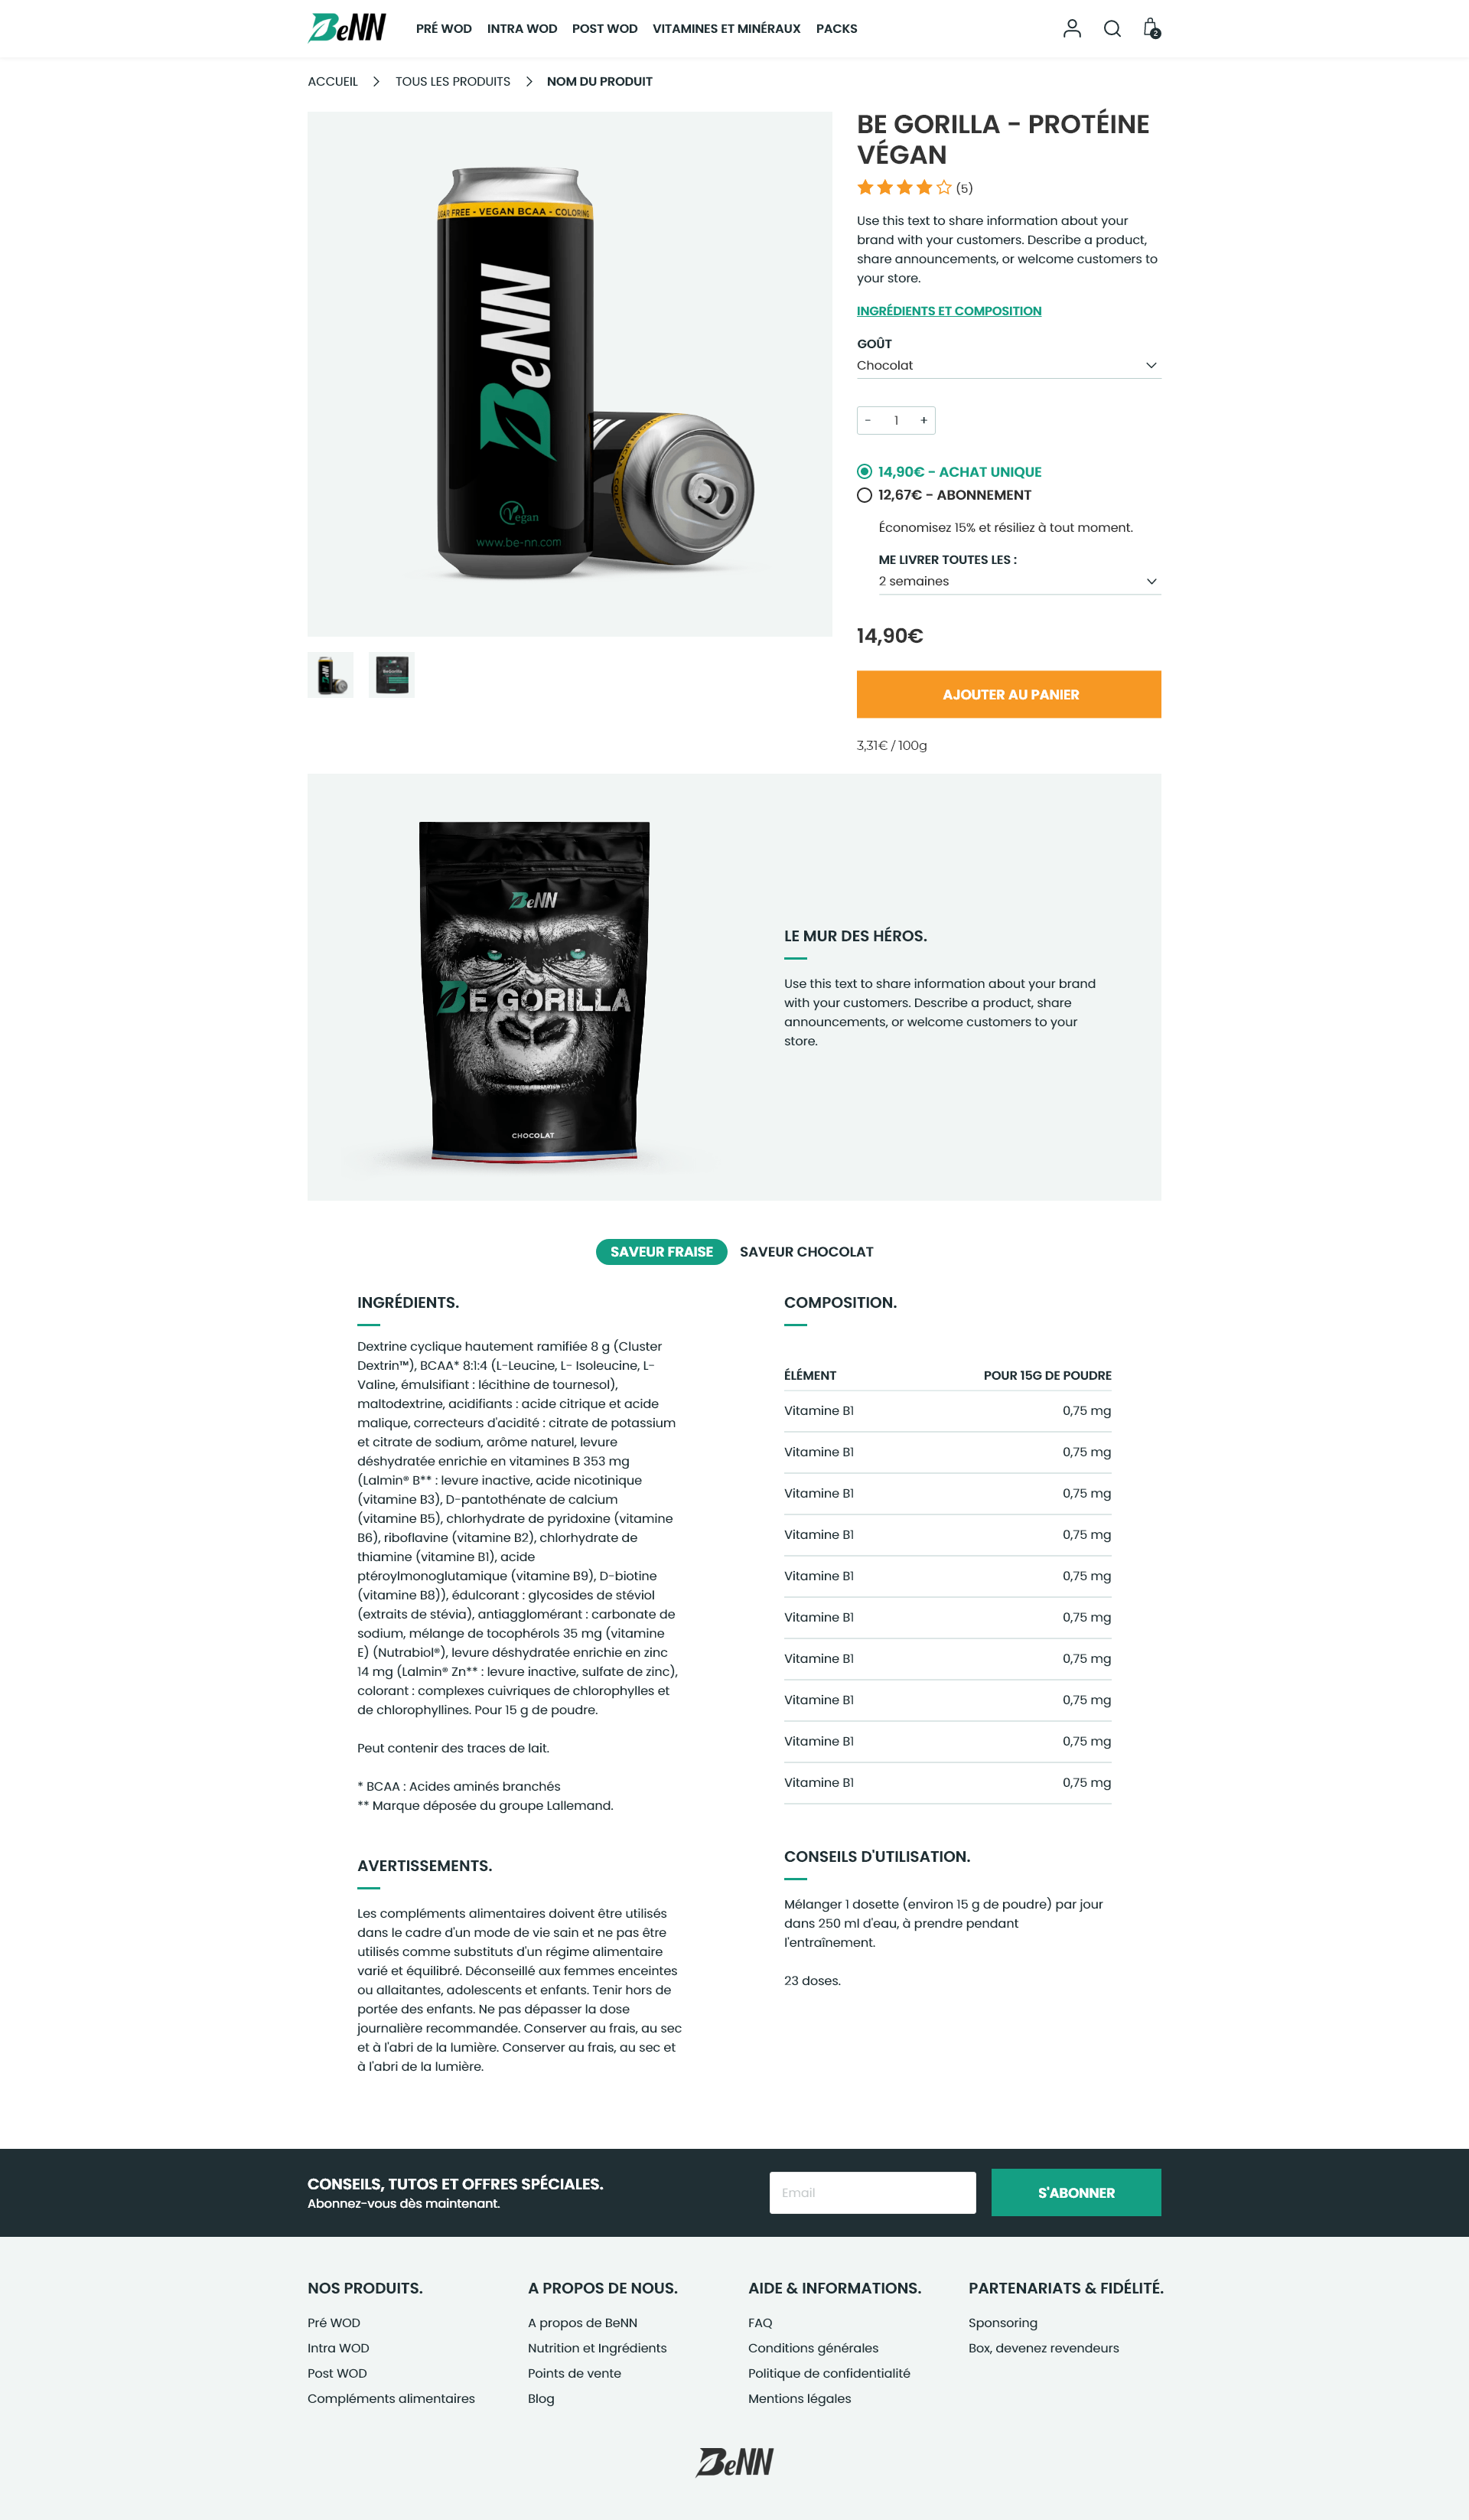 BeNN
PRÉ WOD INTRA WOD POST WOD VITAMINES ET MINÉRAUX PACKS
2
ACCUEIL TOUS LES PRODUITS NOM DU PRODUIT
GAR FREE - VEGAN BCAA - COLORING
BeNN
Vegan
www.be-nn.com
BE GORILLA - PROTÉINE
VÉGAN
(5)
Use this text to share information about your
brand with your customers. Describe a product,
share announcements, or welcome customers to
your store.
INGRÉDIENTS ET COMPOSITION
GOÛT
Chocolat
- 1 +
14,90€ - ACHAT UNIQUE
12,67€ - ABONNEMENT
Économisez 15% et résiliez à tout moment.
ME LIVRER TOUTES LES :
2 semaines
14,90€
AJOUTER AU PANIER
3,31€ / 100g
BeNN
BE GORILLA
CHOCOLAT
LE MUR DES HÉROS.
Use this text to share information about your brand
with your customers. Describe a product, share
announcements, or welcome customers to your
store.
SAVEUR FRAISE SAVEUR CHOCOLAT
INGRÉDIENTS.
Dextrine cyclique hautement ramifiée 8 g (Cluster
Dextrin™), BCAA* 8:1:4 (L-Leucine, L- Isoleucine, L-
Valine, émulsifiant : lécithine de tournesol),
maltodextrine, acidifiants : acide citrique et acide
malique, correcteurs d'acidité : citrate de potassium
et citrate de sodium, arôme naturel, levure
déshydratée enrichie en vitamines B 353 mg
(Lalmin® B** : levure inactive, acide nicotinique
(vitamine B3), D-pantothénate de calcium
(vitamine B5), chlorhydrate de pyridoxine (vitamine
B6), riboflavine (vitamine B2), chlorhydrate de
thiamine (vitamine B1), acide
ptéroylmonoglutamique (vitamine B9), D-biotine
(vitamine B8)), édulcorant : glycosides de stéviol
(extraits de stévia), antiagglomérant : carbonate de
sodium, mélange de tocophérols 35 mg (vitamine
E) (Nutrabiol®), levure déshydratée enrichie en zinc
14 mg (Lalmin® Zn** : levure inactive, sulfate de zinc),
colorant : complexes cuivriques de chlorophylles et
de chlorophyllines. Pour 15 g de poudre.
Peut contenir des traces de lait.
* BCAA : Acides aminés branchés
** Marque déposée du groupe Lallemand.
AVERTISSEMENTS.
Les compléments alimentaires doivent être utilisés
dans le cadre d'un mode de vie sain et ne pas être
utilisés comme substituts d'un régime alimentaire
varié et équilibré. Déconseillé aux femmes enceintes
ou allaitantes, adolescents et enfants. Tenir hors de
portée des enfants. Ne pas dépasser la dose
journalière recommandée. Conserver au frais, au sec
et à l'abri de la lumière. Conserver au frais, au sec et
à l'abri de la lumière.
COMPOSITION.
ÉLÉMENT POUR 15G DE POUDRE
Vitamine B1 0,75 mg
Vitamine B1 0,75 mg
Vitamine B1 0,75 mg
Vitamine B1 0,75 mg
Vitamine B1 0,75 mg
Vitamine B1 0,75 mg
Vitamine B1 0,75 mg
Vitamine B1 0,75 mg
Vitamine B1 0,75 mg
Vitamine B1 0,75 mg
CONSEILS D'UTILISATION.
Mélanger 1 dosette (environ 15 g de poudre) par jour
dans 250 ml d'eau, à prendre pendant
l'entraînement.
23 doses.
CONSEILS, TUTOS ET OFFRES SPÉCIALES.
Abonnez-vous dès maintenant.
Email
S'ABONNER
NOS PRODUITS.
Pré WOD
Intra WOD
Post WOD
Compléments alimentaires
A PROPOS DE NOUS.
A propos de BeNN
Nutrition et Ingrédients
Points de vente
Blog
AIDE & INFORMATIONS.
FAQ
Conditions générales
Politique de confidentialité
Mentions légales
PARTENARIATS & FIDÉLITÉ.
Sponsoring
Box, devenez revendeurs
BeNN